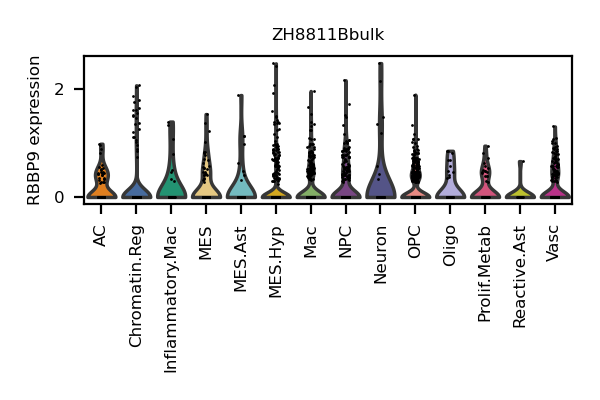 ZH8811Bbulk
RBBP9 expression
2
0
AC
Chromatin.Reg
Inflammatory.Mac
MES
MES.Ast
MES.Hyp
Mac
NPC
Neuron
OPC
Oligo
Prolif.Metab
Reactive.Ast
Vasc